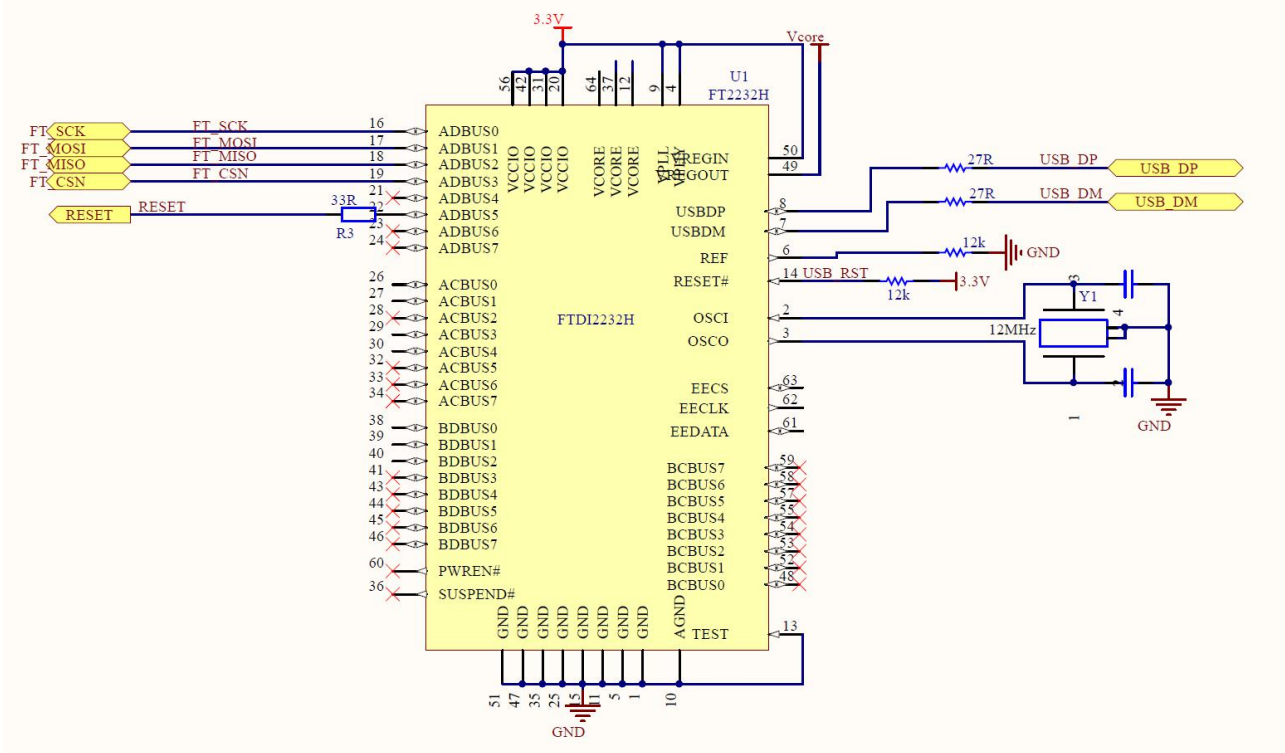 3.3V
Vcore
56
42
31
20
64
37
12
9
4
U1
FT2232H
VCCIO
VCCIO
VCCIO
VCCIO
VCORE
VCORE
VCORE
VPLL
VPHY
FT_SCK
FT_SCK
16
ADBUS0
FT_MOSI
FT_MOSI
17
ADBUS1
FT_MISO
FT_MISO
18
ADBUS2
FT_CSN
FT_CSN
19
ADBUS3
21
ADBUS4
RESET
RESET
33R
R3
22
ADBUS5
23
ADBUS6
24
ADBUS7
26
ACBUS0
27
ACBUS1
28
ACBUS2
29
ACBUS3
30
ACBUS4
32
ACBUS5
33
ACBUS6
34
ACBUS7
38
BDBUS0
39
BDBUS1
40
BDBUS2
41
BDBUS3
43
BDBUS4
44
BDBUS5
45
BDBUS6
46
BDBUS7
60
PWREN#
36
SUSPEND#
FTDI2232H
VREGIN
50
VREGOUT
49
USBDP
8
27R
USB_DP
USB_DP
USBDM
7
27R
USB_DM
USB_DM
REF
6
12k
GND
RESET#
14
USB_RST
12k
3.3V
OSCI
2
OSCO
3
12MHz
Y1
3
4
2
1
GND
EECS
63
EECLK
62
EEDATA
61
BCBUS7
59
BCBUS6
58
BCBUS5
57
BCBUS4
55
BCBUS3
54
BCBUS2
53
BCBUS1
52
BCBUS0
48
TEST
13
GND
GND
GND
GND
GND
GND
GND
GND
AGND
51
47
35
25
15
11
5
1
10
GND